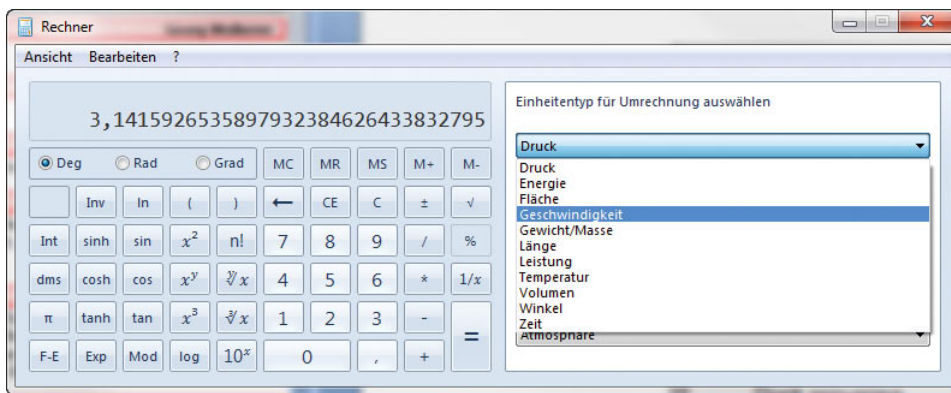 Rechner
Ansicht Bearbeiten ?
3,1415926535897932384626433832795
Deg Rad Grad MC MR MS M+ M-
Inv ln ( ) ← CE C ± √
Int sinh sin x² n! 7 8 9 / %
dms cosh cos xʸ ʸ√x 4 5 6 * 1/x
π tanh tan x³ ³√x 1 2 3 - =
F-E Exp Mod log 10ˣ 0 , +
Einheitentyp für Umrechnung auswählen
Druck
Druck
Energie
Fläche
Geschwindigkeit
Gewicht/Masse
Länge
Leistung
Temperatur
Volumen
Winkel
Zeit
Atmosphäre